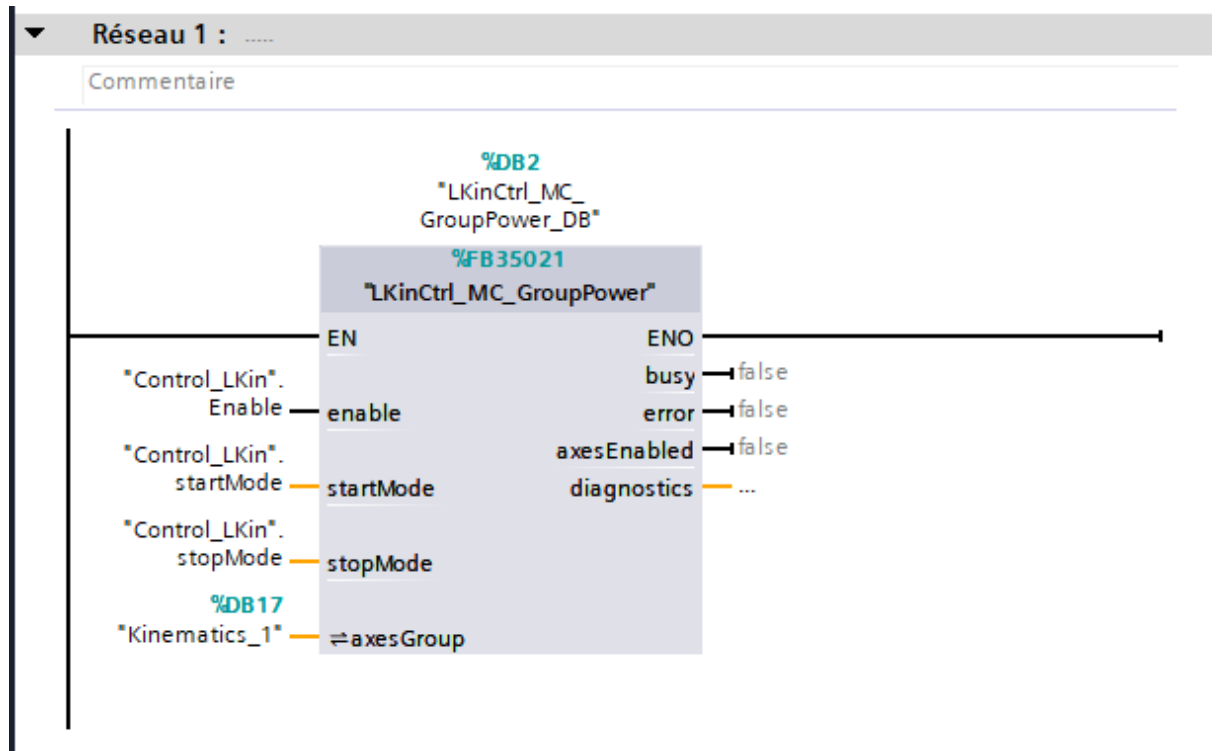 Réseau 1 : .....
Commentaire
%DB2
"LKinCtrl_MC_
GroupPower_DB"
%FB35021
"LKinCtrl_MC_GroupPower"
EN ENO
busy false
"Control_LKin".
Enable enable error false
axesEnabled false
"Control_LKin".
startMode startMode diagnostics ...
"Control_LKin".
stopMode stopMode
%DB17
"Kinematics_1" ⇌axesGroup